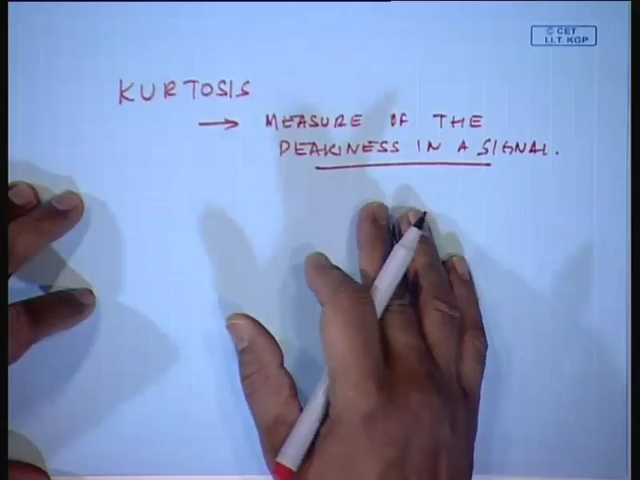 © CET
I.I.T. KGP
KURTOSIS
→ MEASURE OF THE
PEAKINESS IN A SIGNAL.